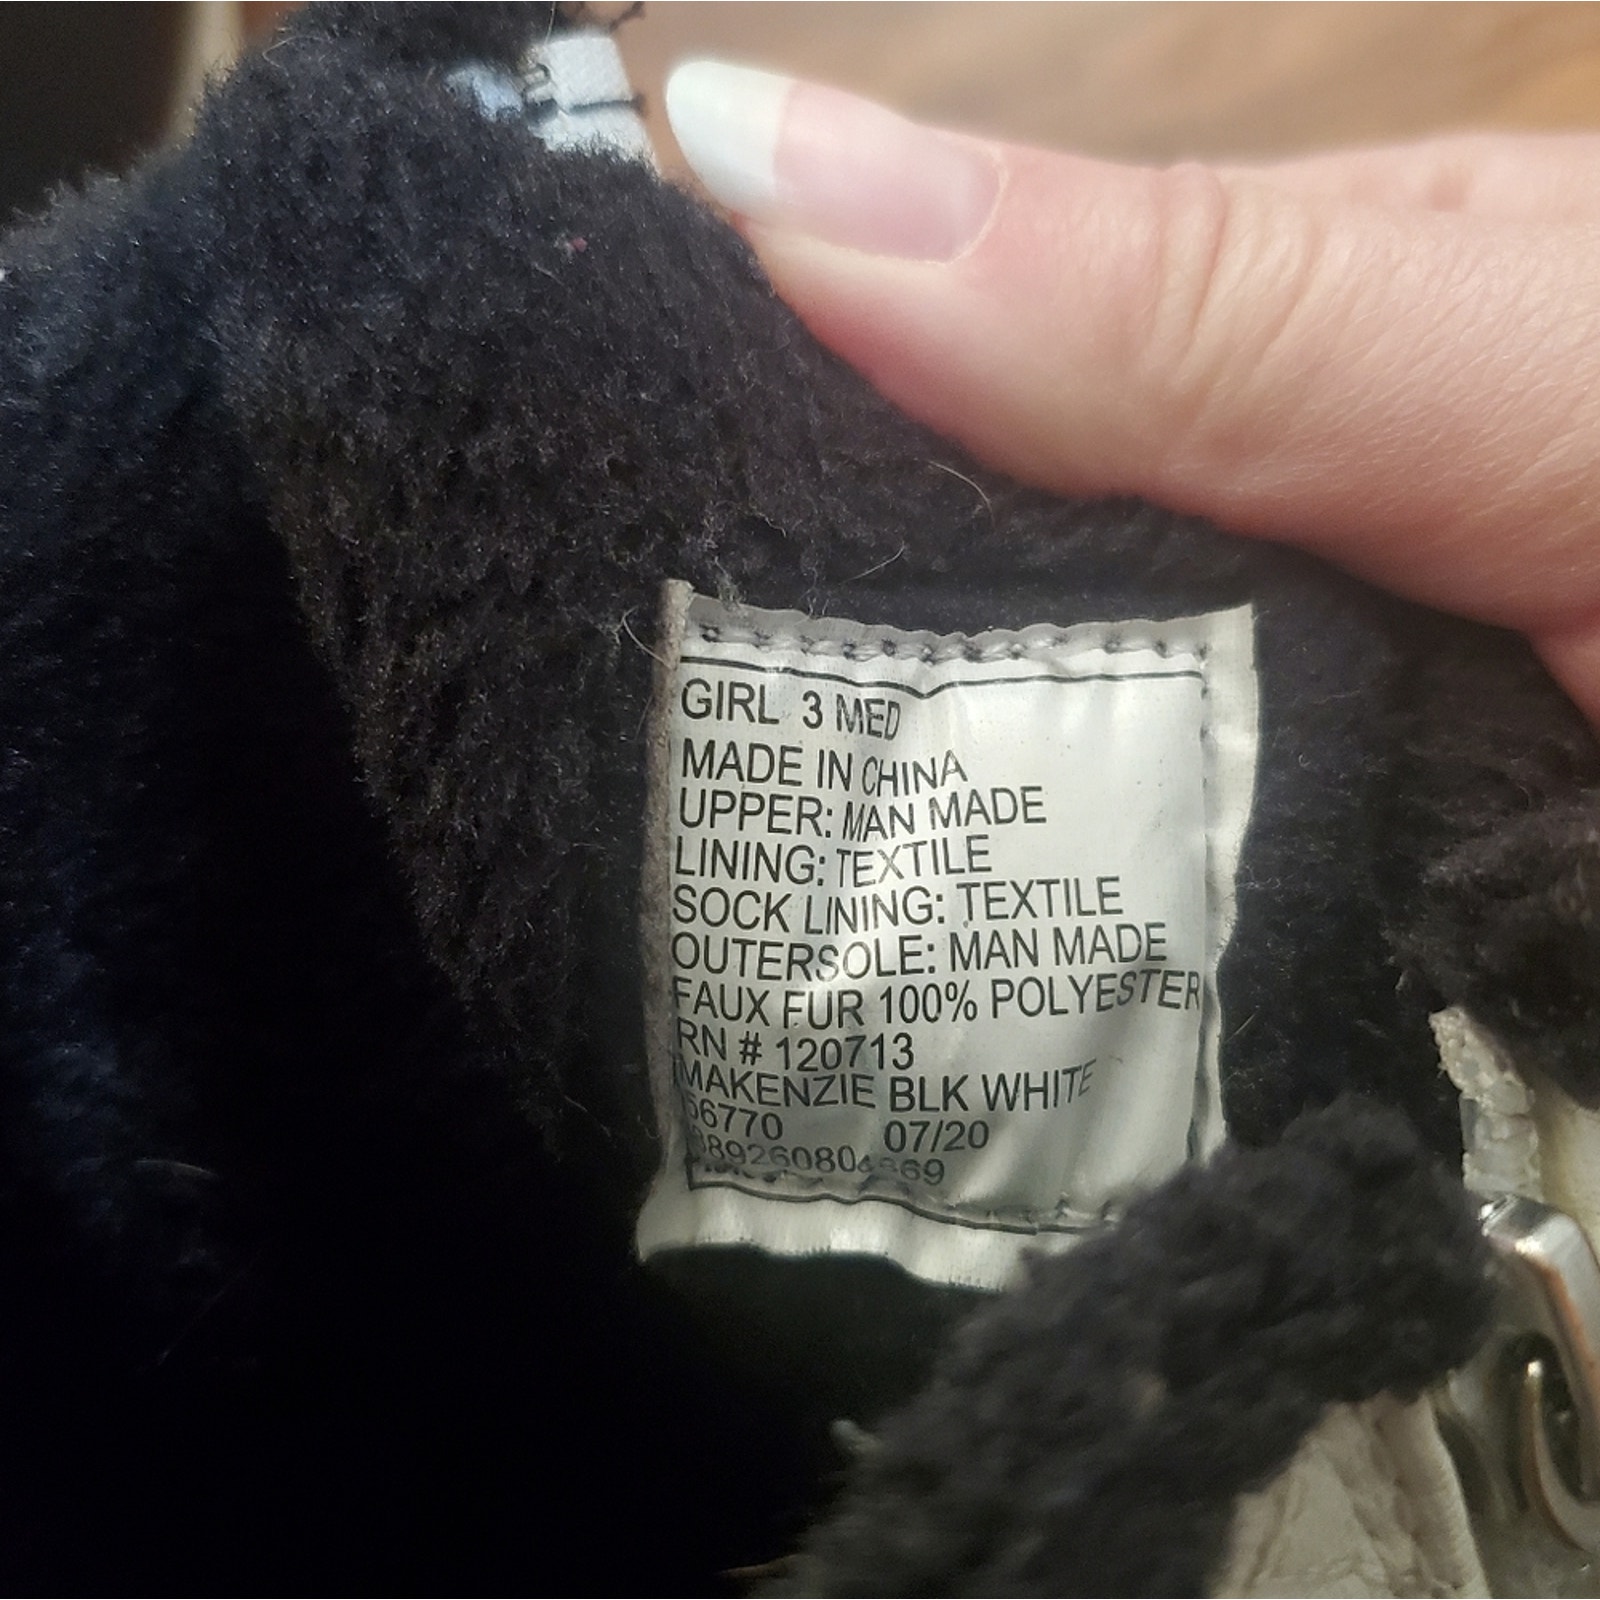 GIRL 3 MED
MADE IN CHINA
UPPER: MAN MADE
LINING: TEXTILE
SOCK LINING: TEXTILE
OUTERSOLE: MAN MADE
FAUX FUR 100% POLYESTER
RN # 120713
MAKENZIE BLK WHITE
07/20